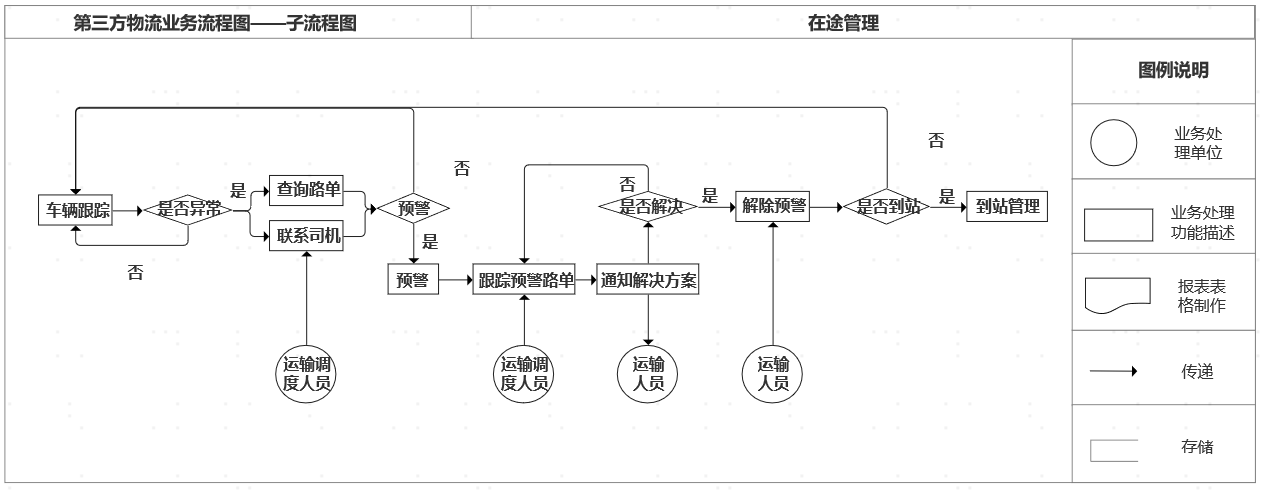 第三方物流业务流程图——子流程图
在途管理
图例说明
业务处
理单位
业务处理
功能描述
报表表
格制作
传递
存储
车辆跟踪
是否异常
是
否
查询路单
联系司机
预警
否
是
预警
跟踪预警路单
通知解决方案
是否解决
否
是
解除预警
是否到站
否
是
到站管理
运输调
度人员
运输调
度人员
运输
人员
运输
人员